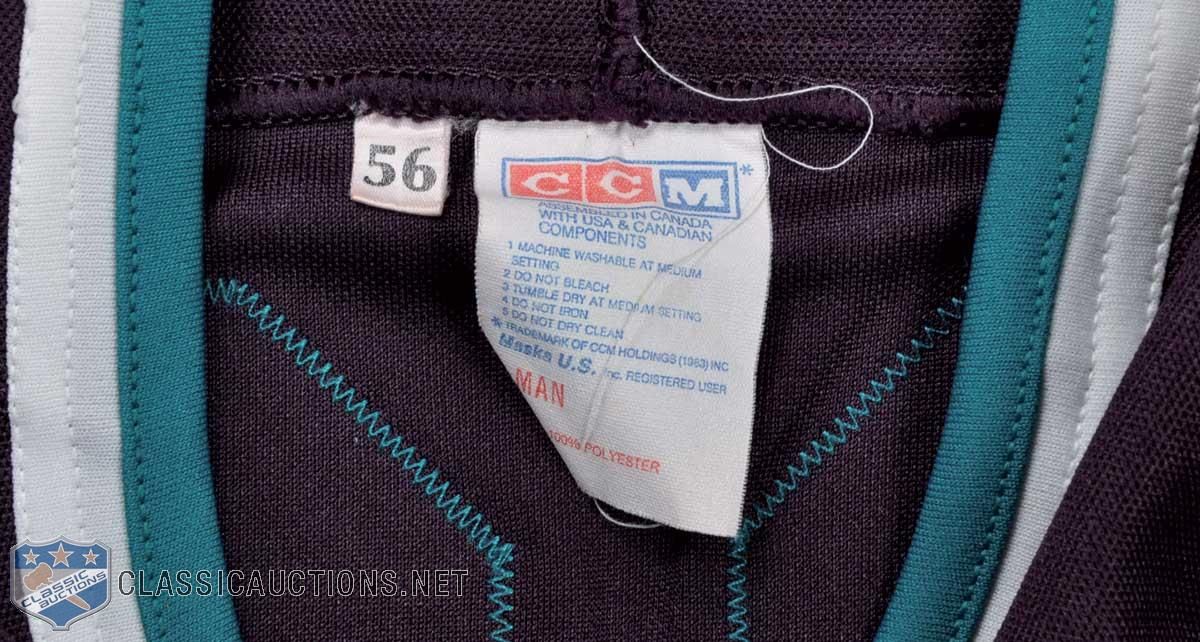 56
CCM*
ASSEMBLED IN CANADA
WITH USA & CANADIAN
COMPONENTS
1 MACHINE WASHABLE AT MEDIUM
SETTING
2 DO NOT BLEACH
3 TUMBLE DRY AT MEDIUM SETTING
4 DO NOT IRON
5 DO NOT DRY CLEAN
* TRADEMARK OF CCM HOLDINGS (1983) INC
Maska U.S. Inc. REGISTERED USER
MAN
100% POLYESTER
CLASSIC
AUCTIONS
CLASSICAUCTIONS.NET